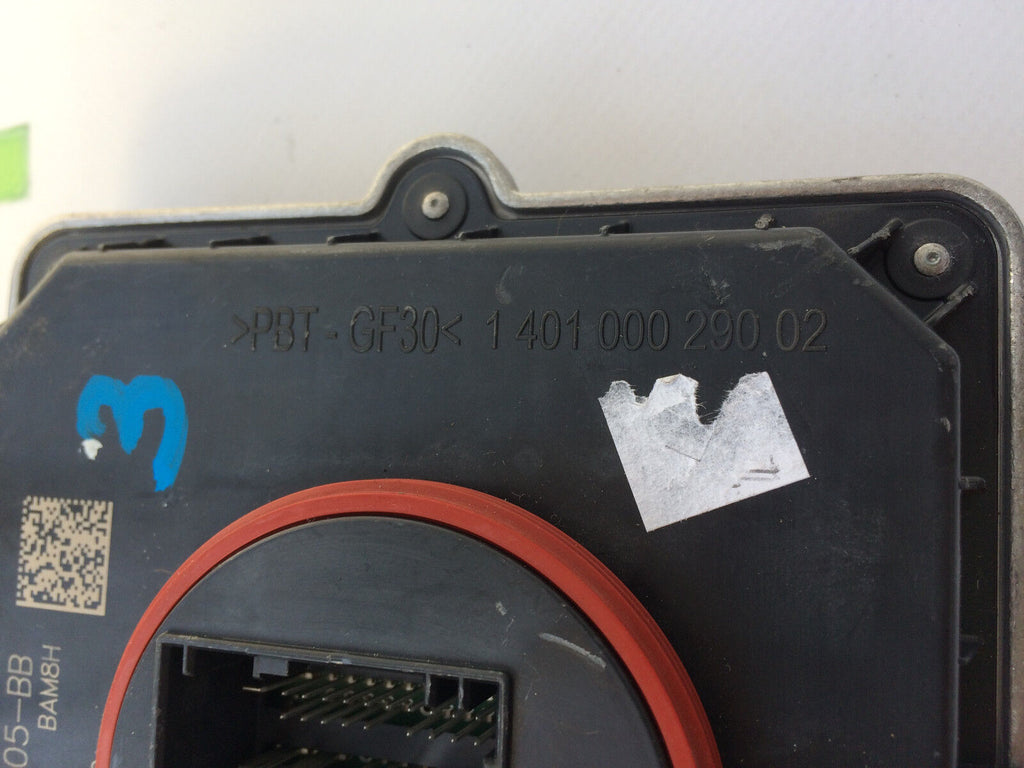 >PBT - GF30< 1 401 000 290 02
3
05-BB
BAM8H